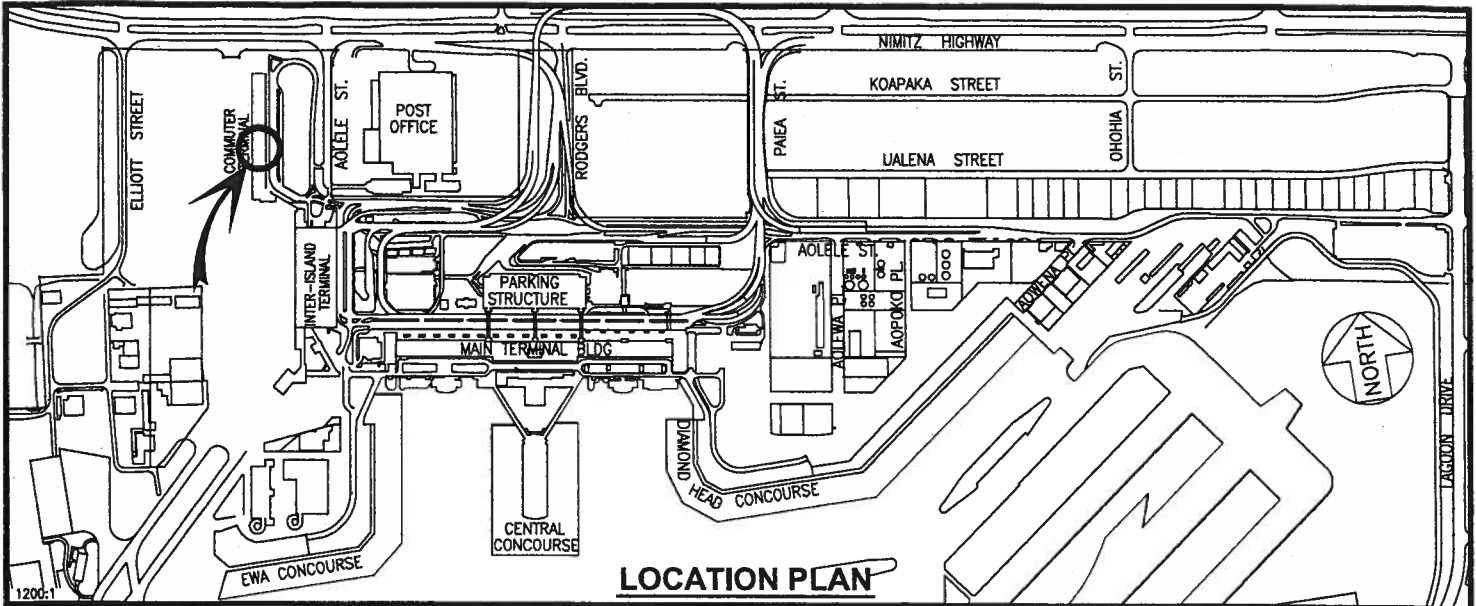 NIMITZ HIGHWAY
KOAPAKA STREET
UALENA STREET
ELLIOTT STREET
COMMUTER
TERMINAL
AOLELE ST.
POST
OFFICE
RODGERS BLVD.
PAIEA ST.
OHOHIA ST.
INTER-ISLAND
TERMINAL
PARKING
STRUCTURE
MAIN TERMINAL BLDG
AOLELE ST.
AOLEWA PL.
AOPOKO PL.
AOWENA PL.
NORTH
LAGOON DRIVE
DIAMOND
HEAD CONCOURSE
CENTRAL
CONCOURSE
EWA CONCOURSE
LOCATION PLAN
1200:1